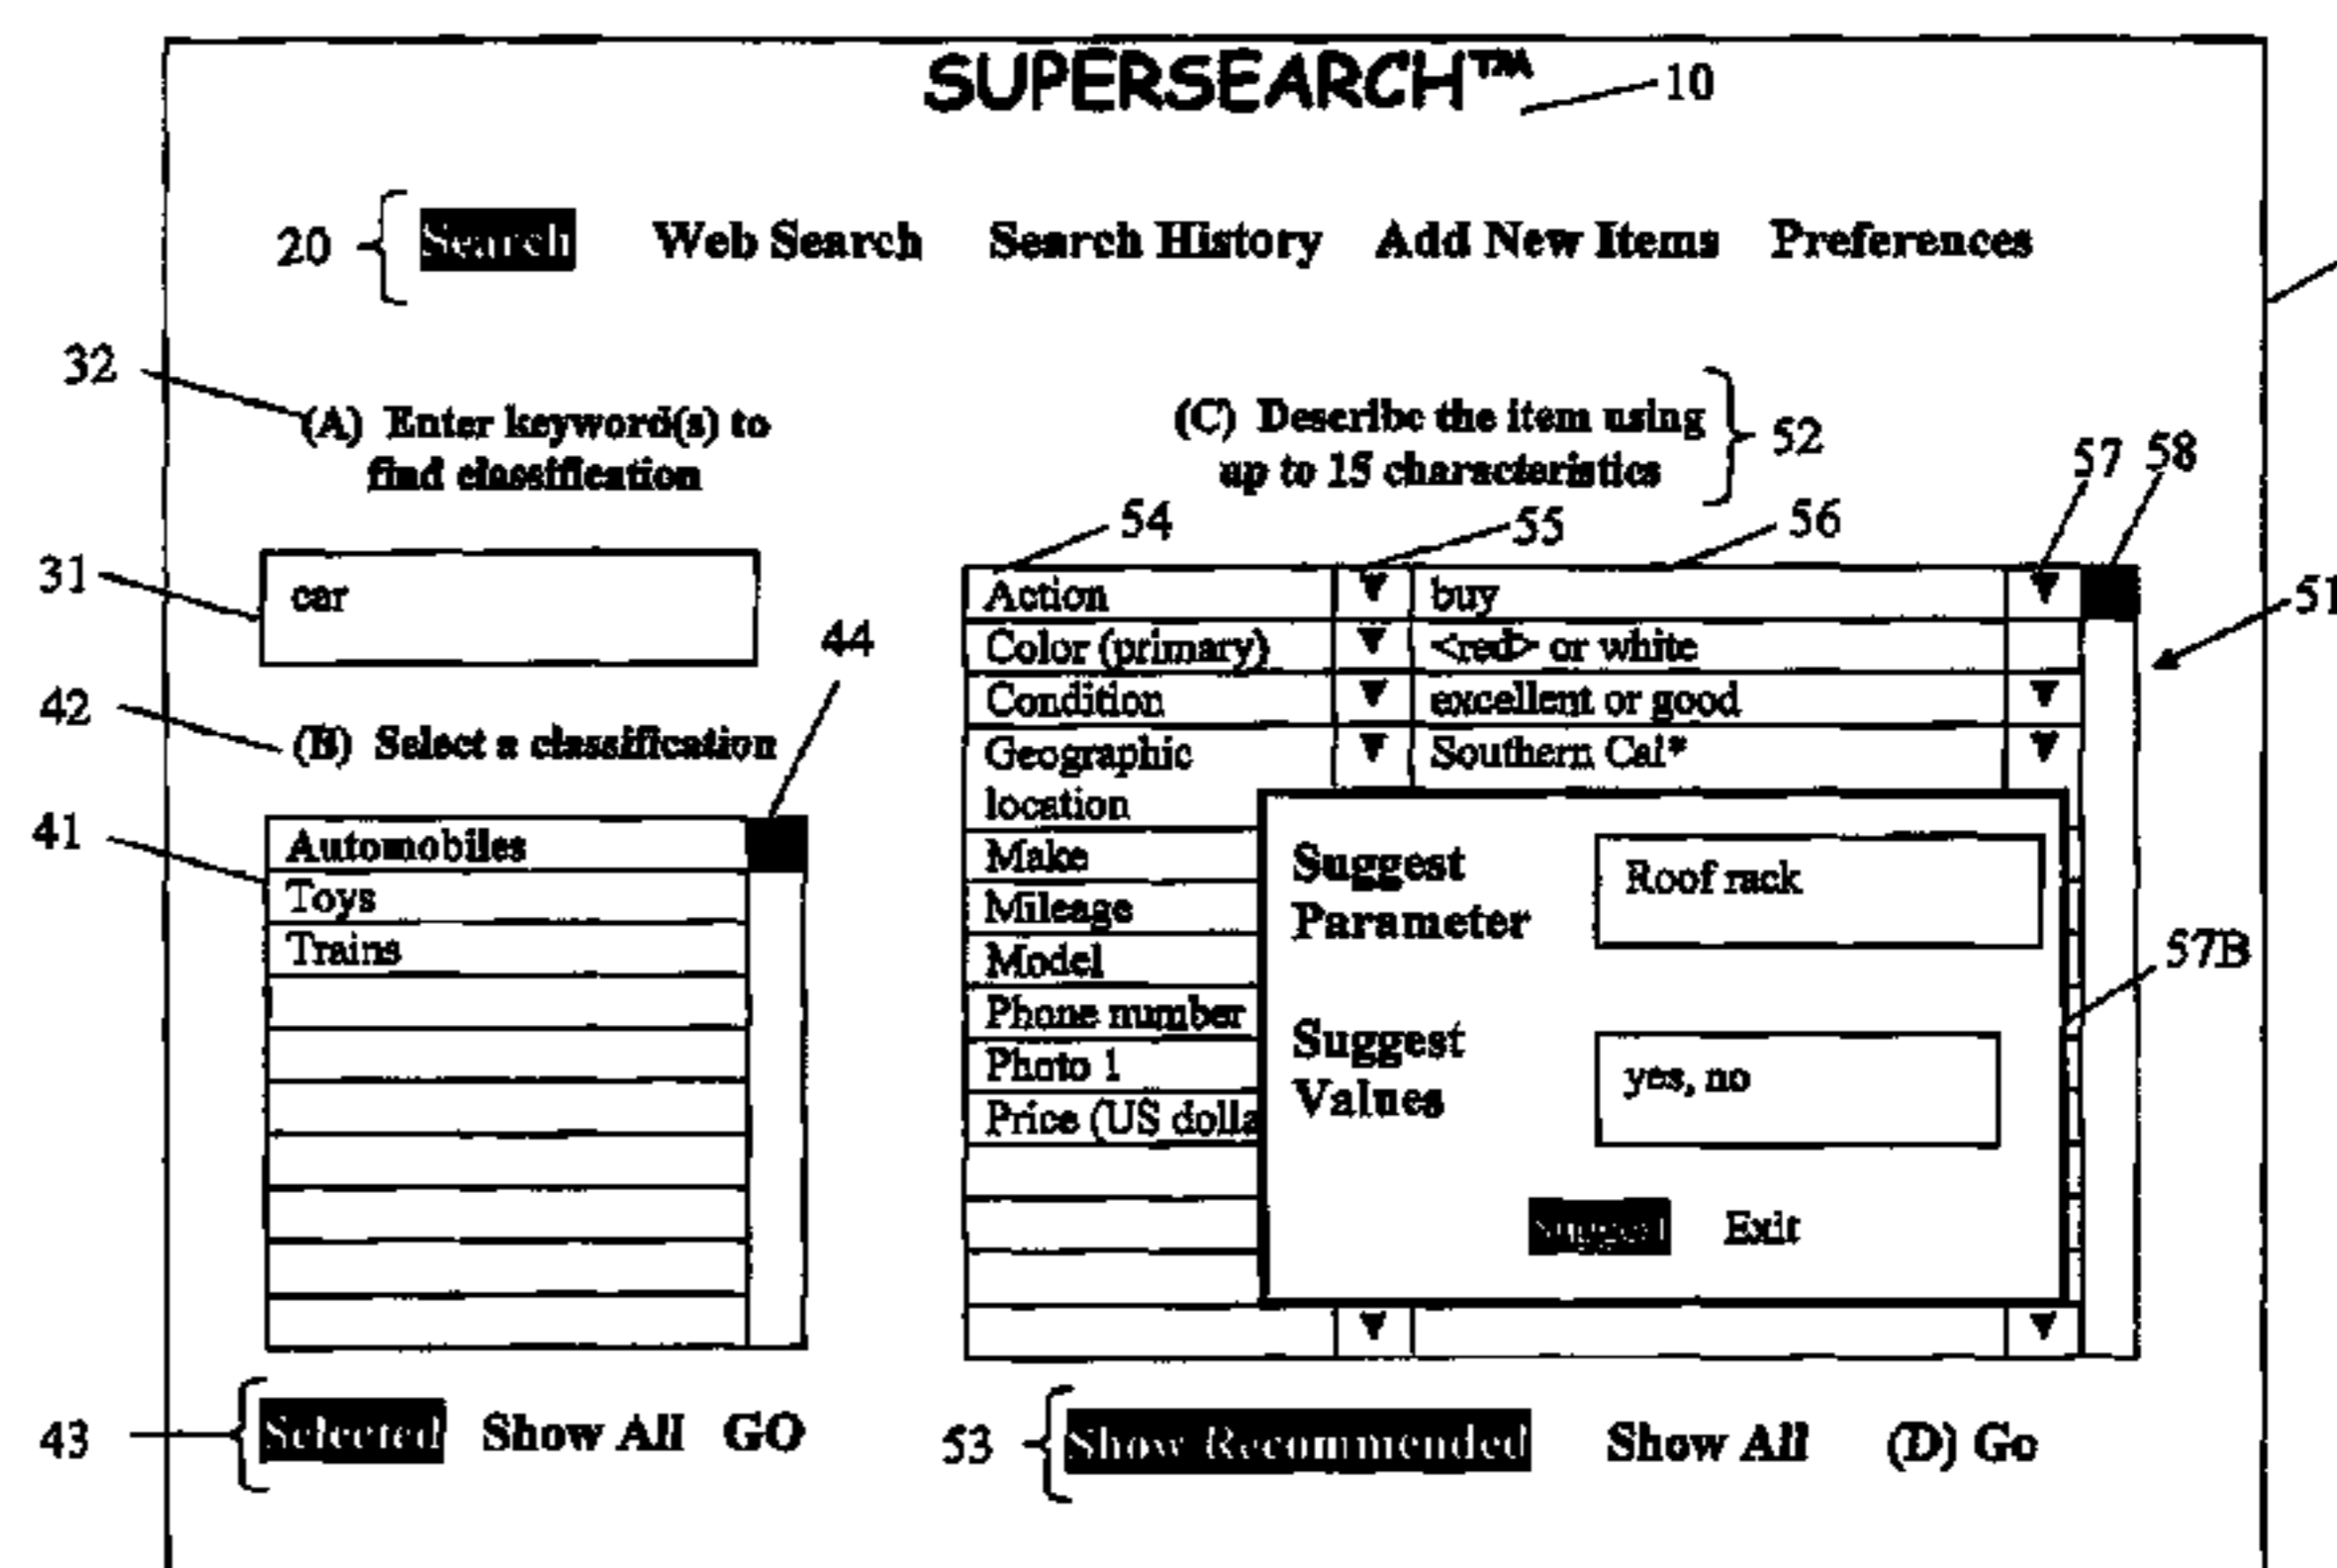 SUPERSEARCH™
10
20
Search Web Search Search History Add New Items Preferences
32
(A) Enter keyword(s) to
find classification
(C) Describe the item using
up to 15 characteristics
52
57
58
54
55
56
31
car
44
51
42
(B) Select a classification
41
Automobiles
Toys
Trains
Action ▼ buy ▼
Color (primary) ▼ <red> or white
Condition ▼ excellent or good ▼
Geographic ▼ Southern Cal* ▼
location
Make
Mileage
Model
Phone number
Photo 1
Price (US dolla
Suggest
Parameter
Roof rack
57B
Suggest
Values
yes, no
Suggest Exit
▼ ▼
43
Selected Show All GO
53
Show Recommended Show All (D) Go